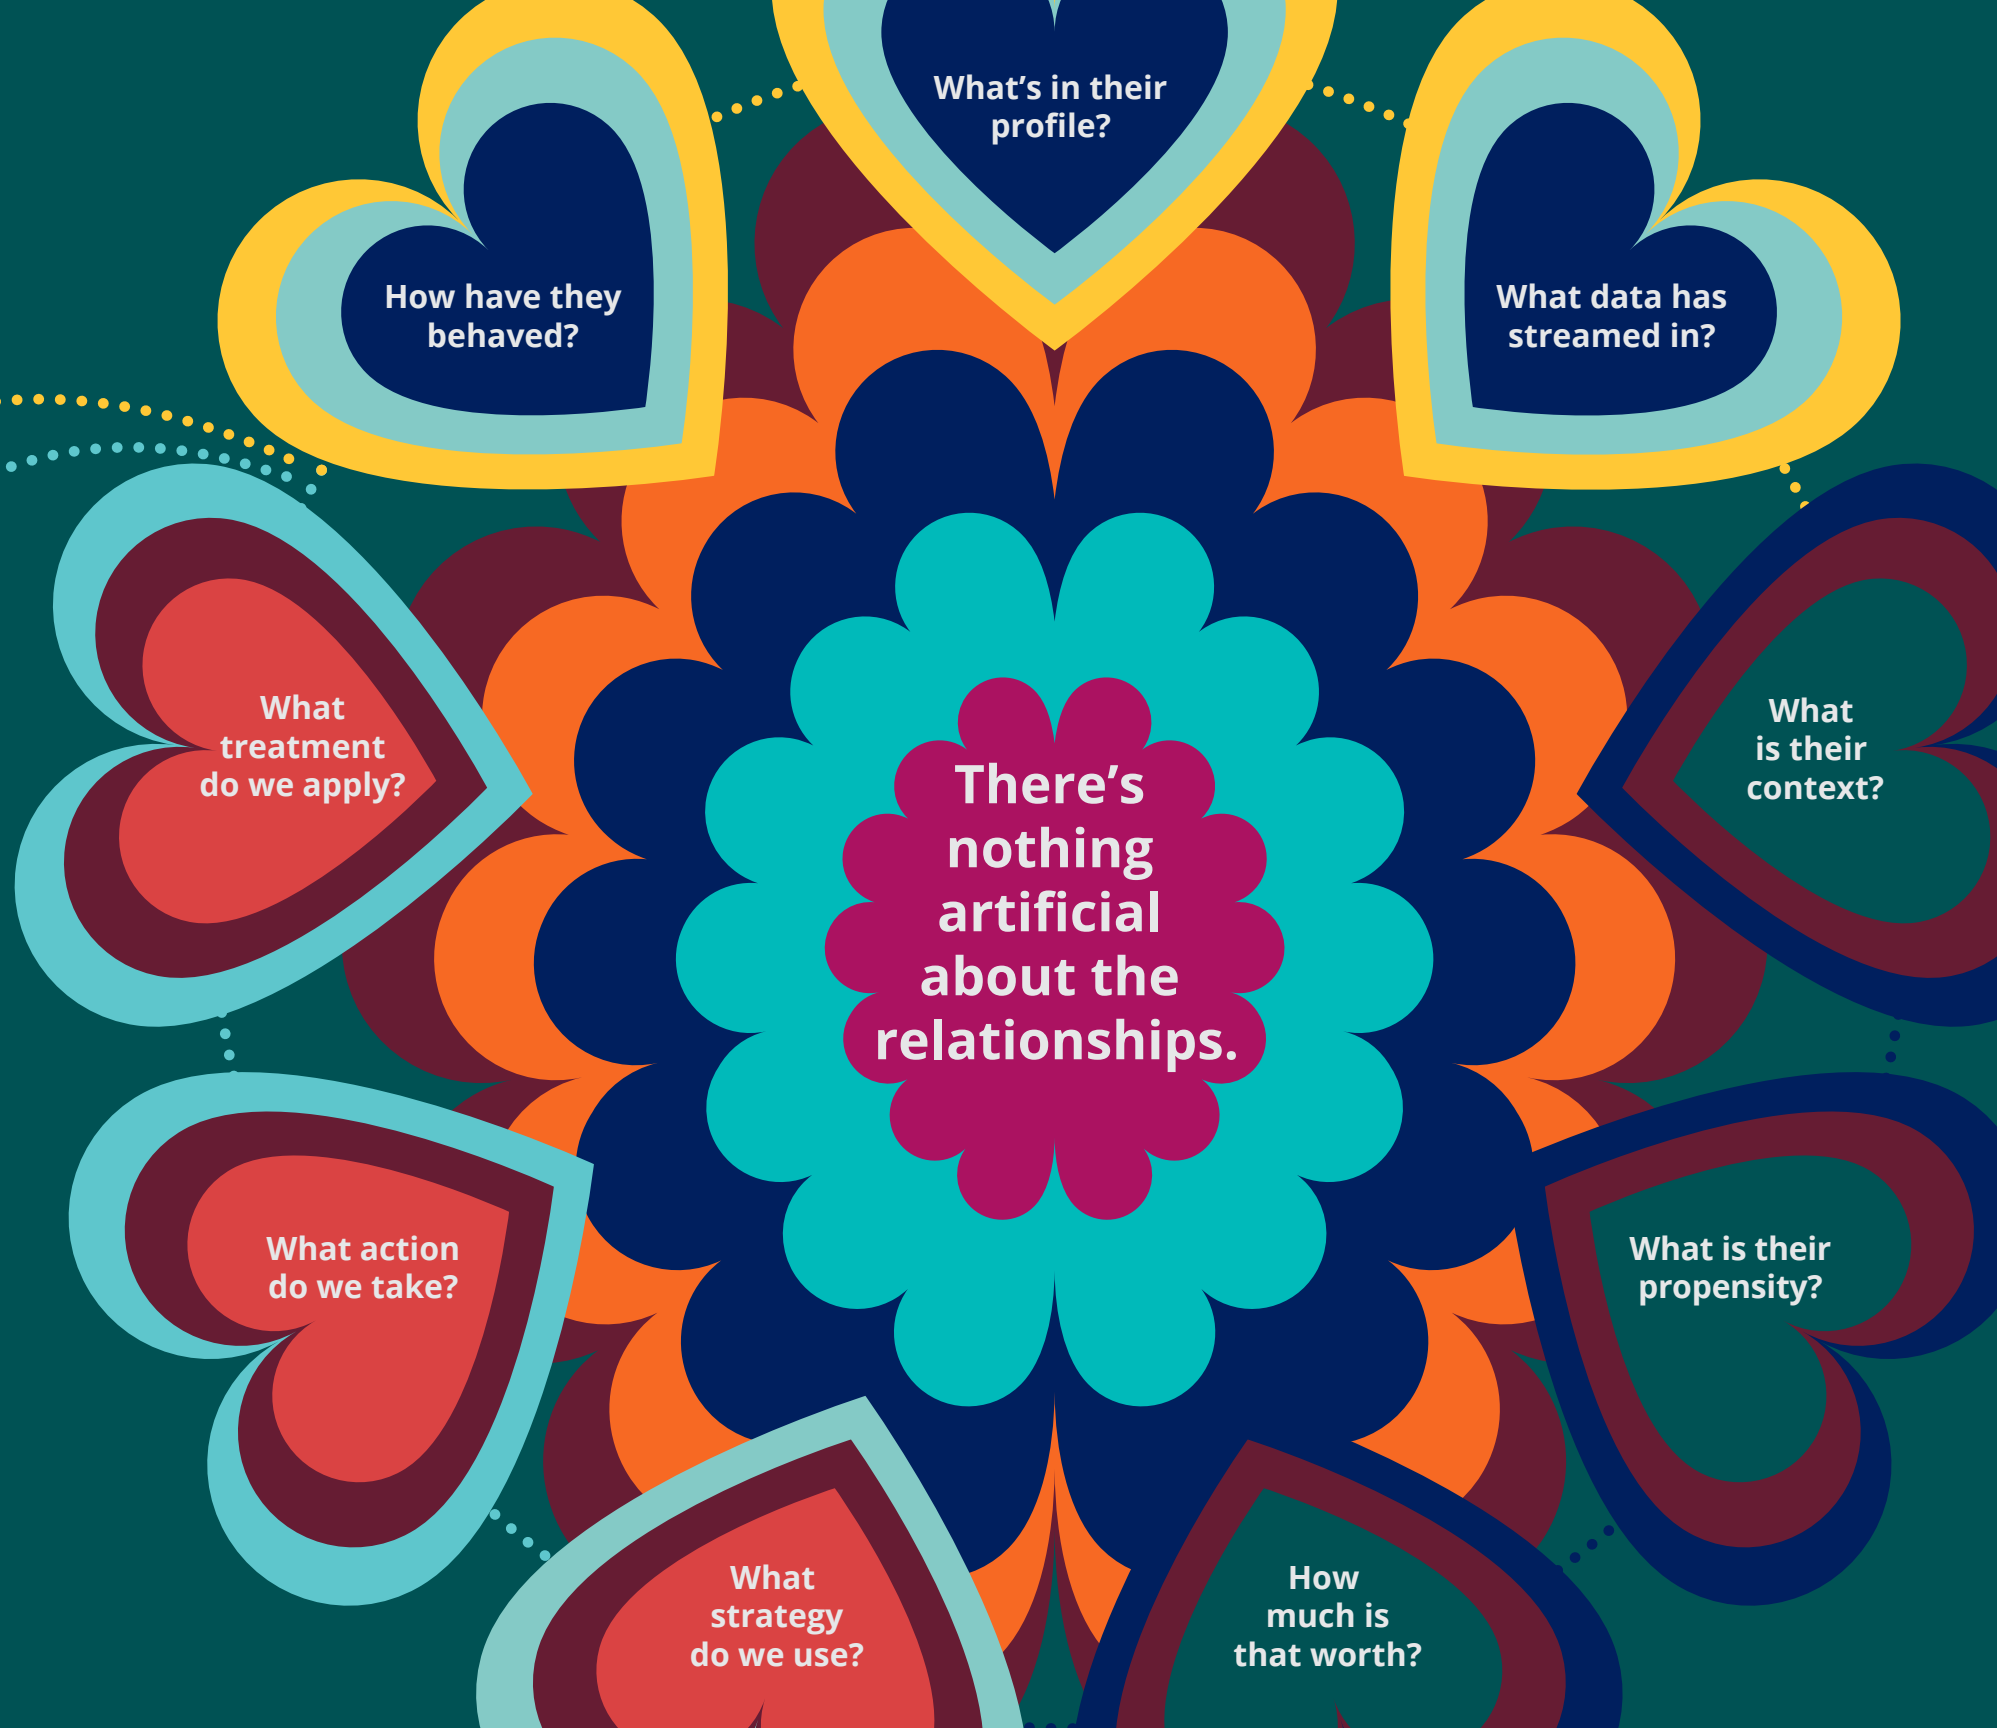 What’s in their
profile?
How have they
behaved?
What data has
streamed in?
What
treatment
do we apply?
What
is their
context?
There’s
nothing
artificial
about the
relationships.
What action
do we take?
What is their
propensity?
What
strategy
do we use?
How
much is
that worth?